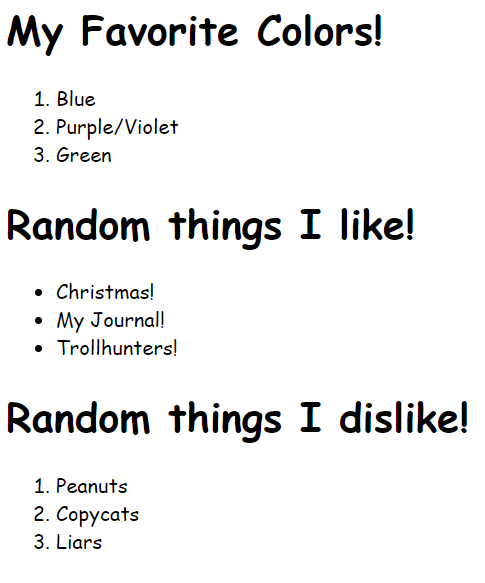 My Favorite Colors!
1. Blue
2. Purple/Violet
3. Green
Random things I like!
• Christmas!
• My Journal!
• Trollhunters!
Random things I dislike!
1. Peanuts
2. Copycats
3. Liars